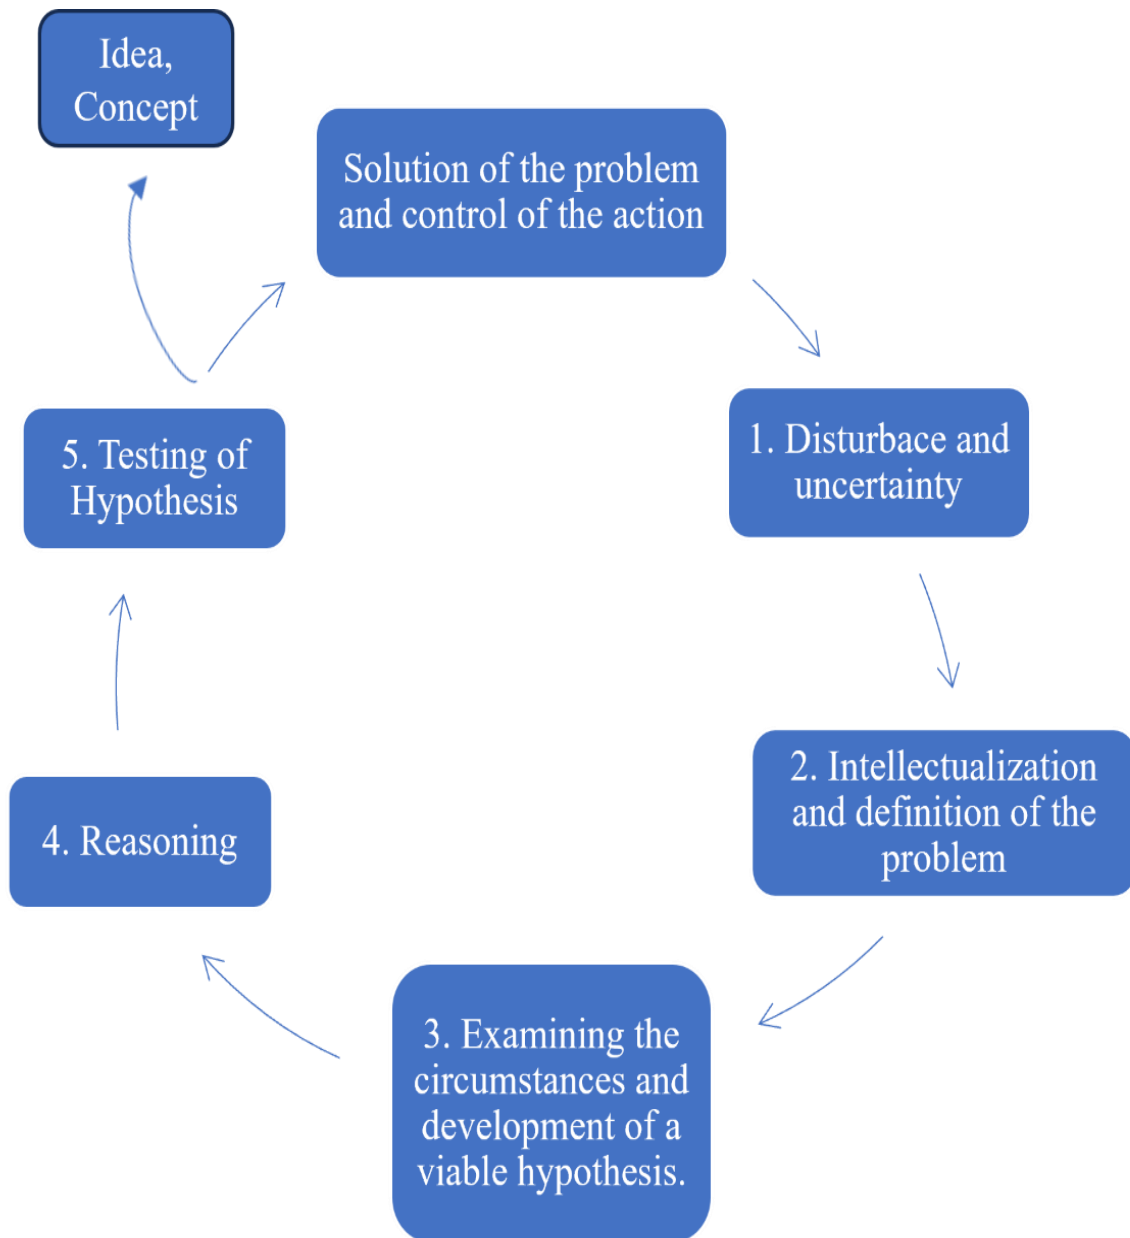 Idea,
Concept
Solution of the problem
and control of the action
1. Disturbace and
uncertainty
2. Intellectualization
and definition of the
problem
3. Examining the
circumstances and
development of a
viable hypothesis.
4. Reasoning
5. Testing of
Hypothesis